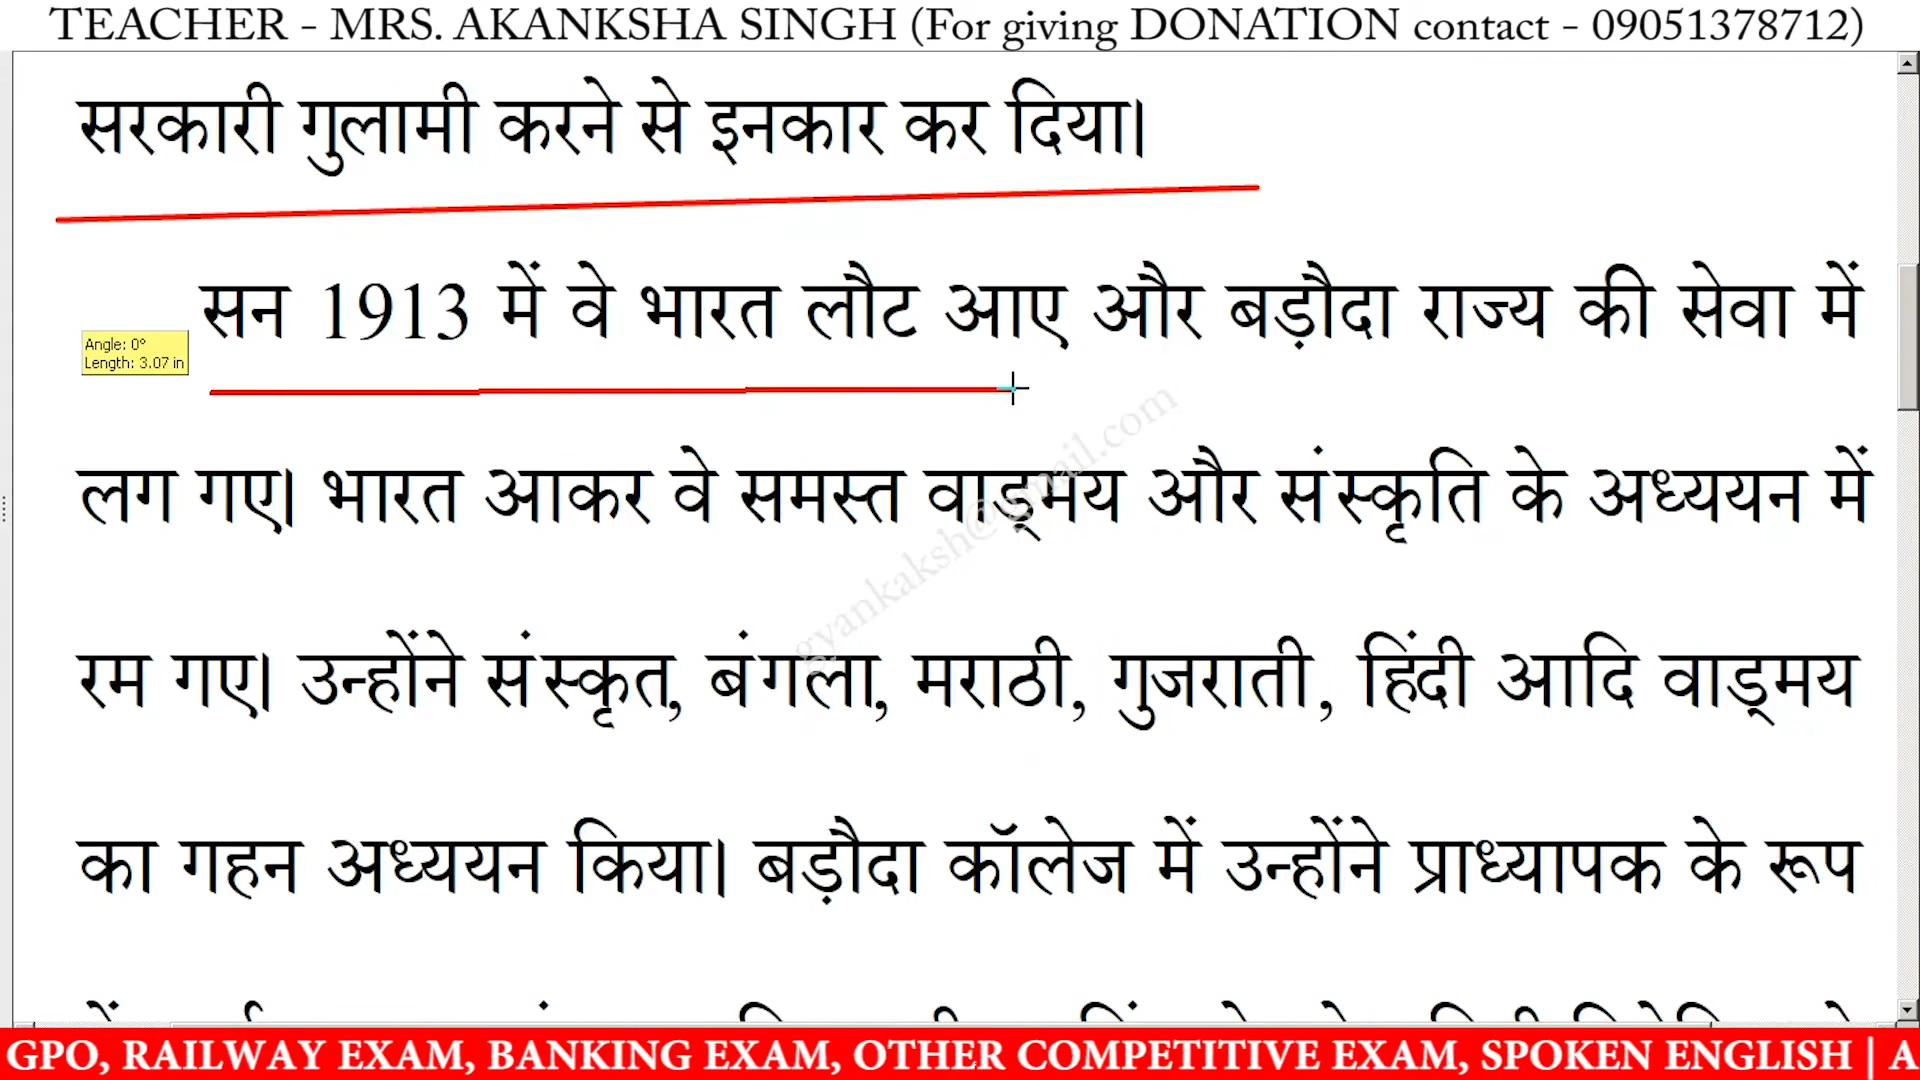 TEACHER - MRS. AKANKSHA SINGH (For giving DONATION contact - 09051378712)
सरकारी गुलामी करने से इनकार कर दिया।
सन 1913 में वे भारत लौट आए और बड़ौदा राज्य की सेवा में
Angle: 0°
Length: 3.07 in
लग गए। भारत आकर वे समस्त वाड्मय और संस्कृति के अध्ययन में
gyankaksh@gmail.com
रम गए। उन्होंने संस्कृत, बंगला, मराठी, गुजराती, हिंदी आदि वाड्मय
का गहन अध्ययन किया। बड़ौदा कॉलेज में उन्होंने प्राध्यापक के रूप
GPO, RAILWAY EXAM, BANKING EXAM, OTHER COMPETITIVE EXAM, SPOKEN ENGLISH | A